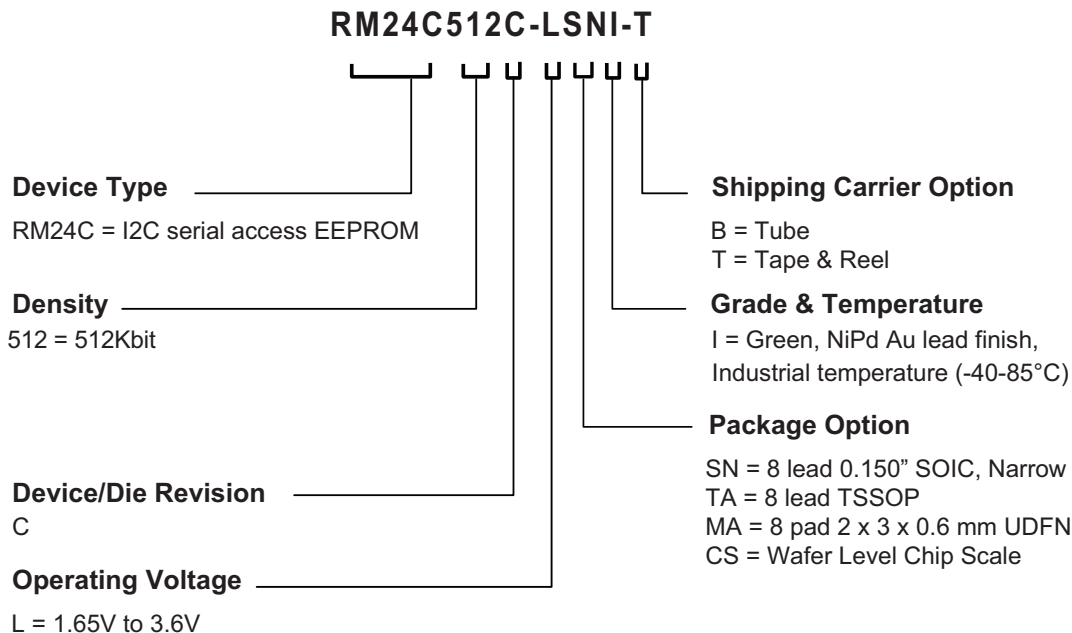 RM24C512C-LSNI-T
Device Type
RM24C = I2C serial access EEPROM
Density
512 = 512Kbit
Device/Die Revision
C
Operating Voltage
L = 1.65V to 3.6V
Shipping Carrier Option
B = Tube
T = Tape & Reel
Grade & Temperature
I = Green, NiPd Au lead finish,
Industrial temperature (-40-85°C)
Package Option
SN = 8 lead 0.150” SOIC, Narrow
TA = 8 lead TSSOP
MA = 8 pad 2 x 3 x 0.6 mm UDFN
CS = Wafer Level Chip Scale